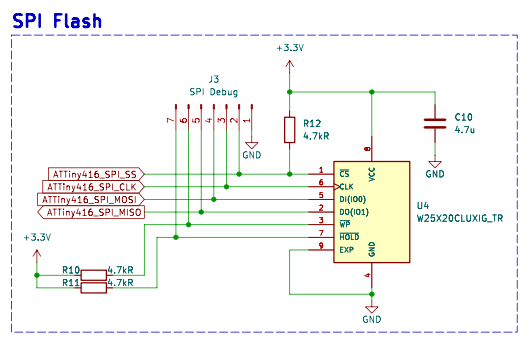 SPI Flash
+3.3V
J3
SPI Debug
7 6 5 4 3 2 1
GND
R12
4.7kR
C10
4.7u
GND
8
VCC
ATTiny416_SPI_SS 1 CS
ATTiny416_SPI_CLK 6 CLK
ATTiny416_SPI_MOSI 5 DI(IO0)
ATTiny416_SPI_MISO 2 DO(IO1)
3 WP
7 HOLD
9 EXP
GND
4
U4
W25X20CLUXIG_TR
+3.3V
R10 4.7kR
R11 4.7kR
GND